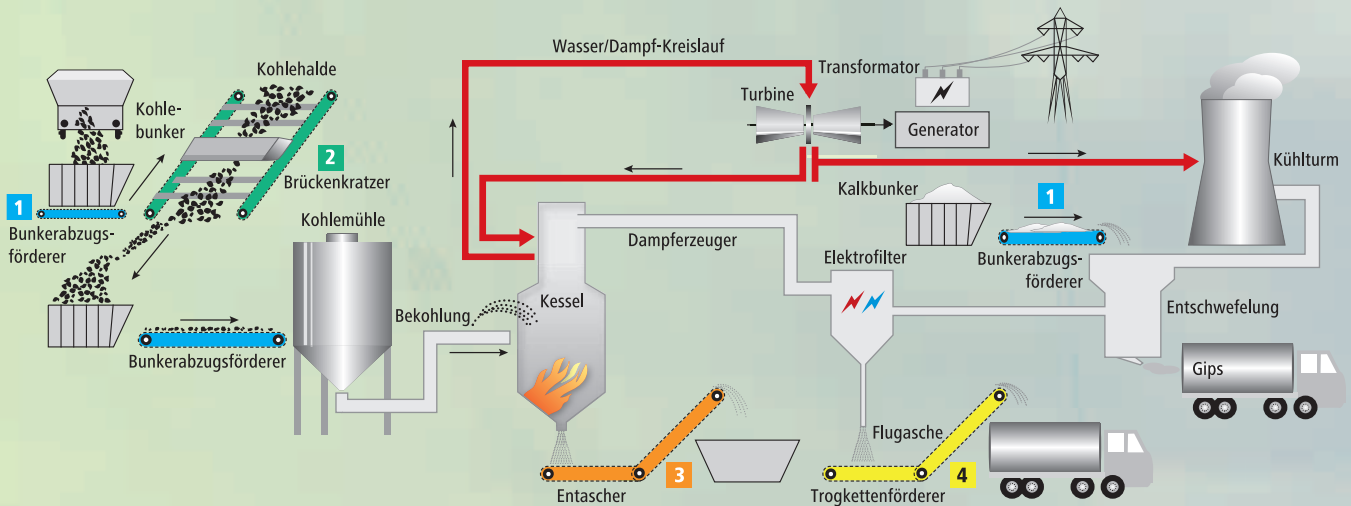 Wasser/Dampf-Kreislauf
Kohlehalde
Kohle-
bunker
2
Brückenkratzer
1
Bunkerabzugs-
förderer
Kohlemühle
Bunkerabzugsförderer
Bekohlung
Kessel
Dampferzeuger
Turbine
Transformator
Generator
Kühlturm
Kalkbunker
1
Bunkerabzugs-
förderer
Elektrofilter
Entschwefelung
Gips
3
Entascher
Flugasche
4
Trogkettenförderer